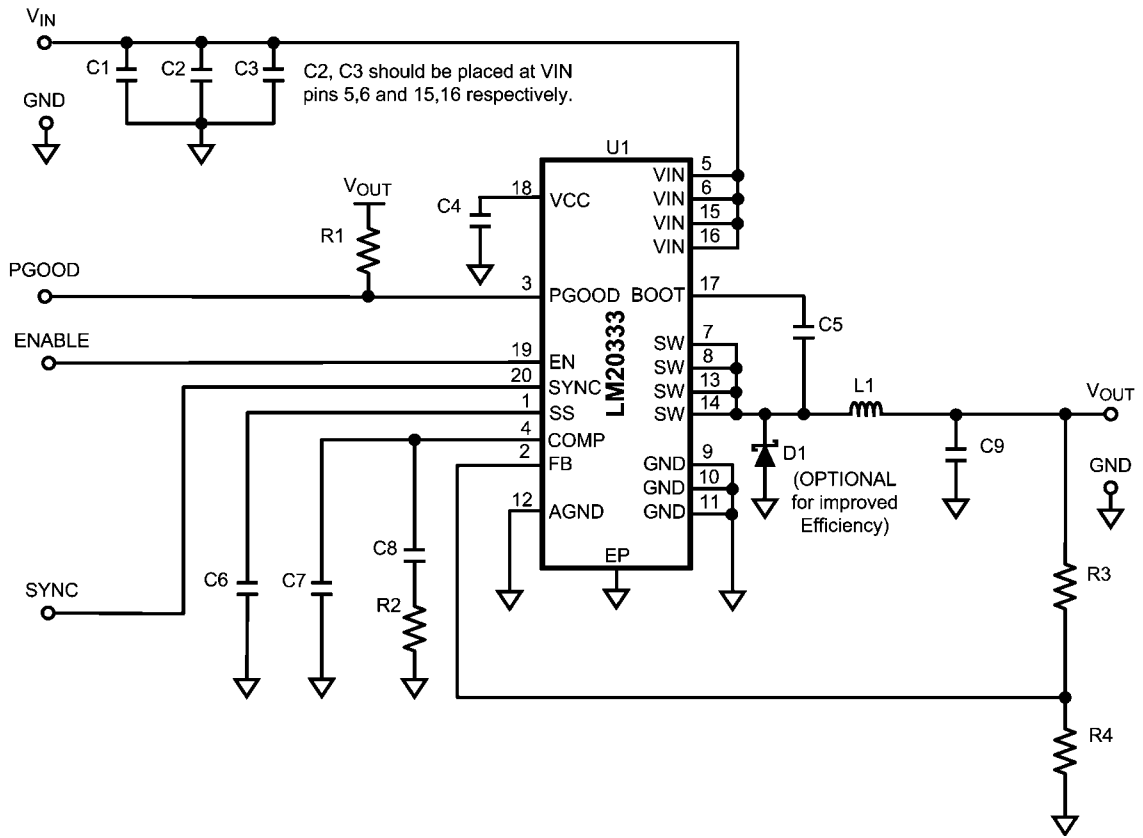 VIN
C1
C2
C3
C2, C3 should be placed at VIN
pins 5,6 and 15,16 respectively.
GND
U1
VOUT
R1
C4
18
VCC
VIN
5
VIN
6
VIN
15
VIN
16
PGOOD
3
PGOOD
BOOT
17
C5
ENABLE
19
EN
20
SYNC
1
SS
4
COMP
2
FB
12
AGND
LM20333
SW
7
SW
8
SW
13
SW
14
L1
VOUT
D1
(OPTIONAL
for improved
Efficiency)
C9
GND
GND
9
GND
10
GND
11
EP
SYNC
C6
C7
C8
R2
R3
R4